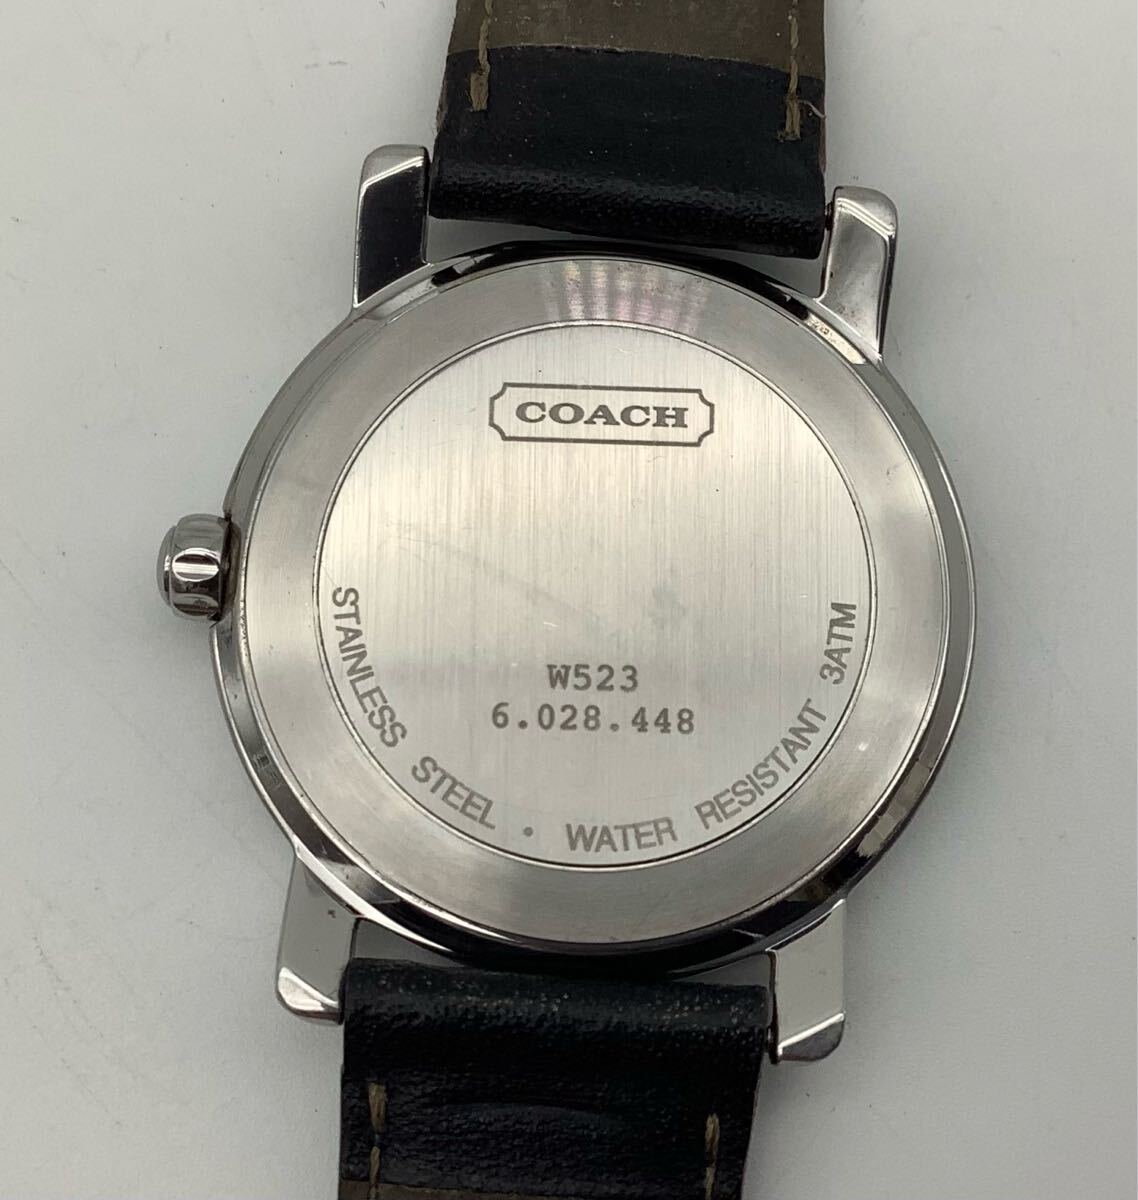 COACH
W523
6.028.448
STAINLESS STEEL • WATER RESISTANT 3ATM